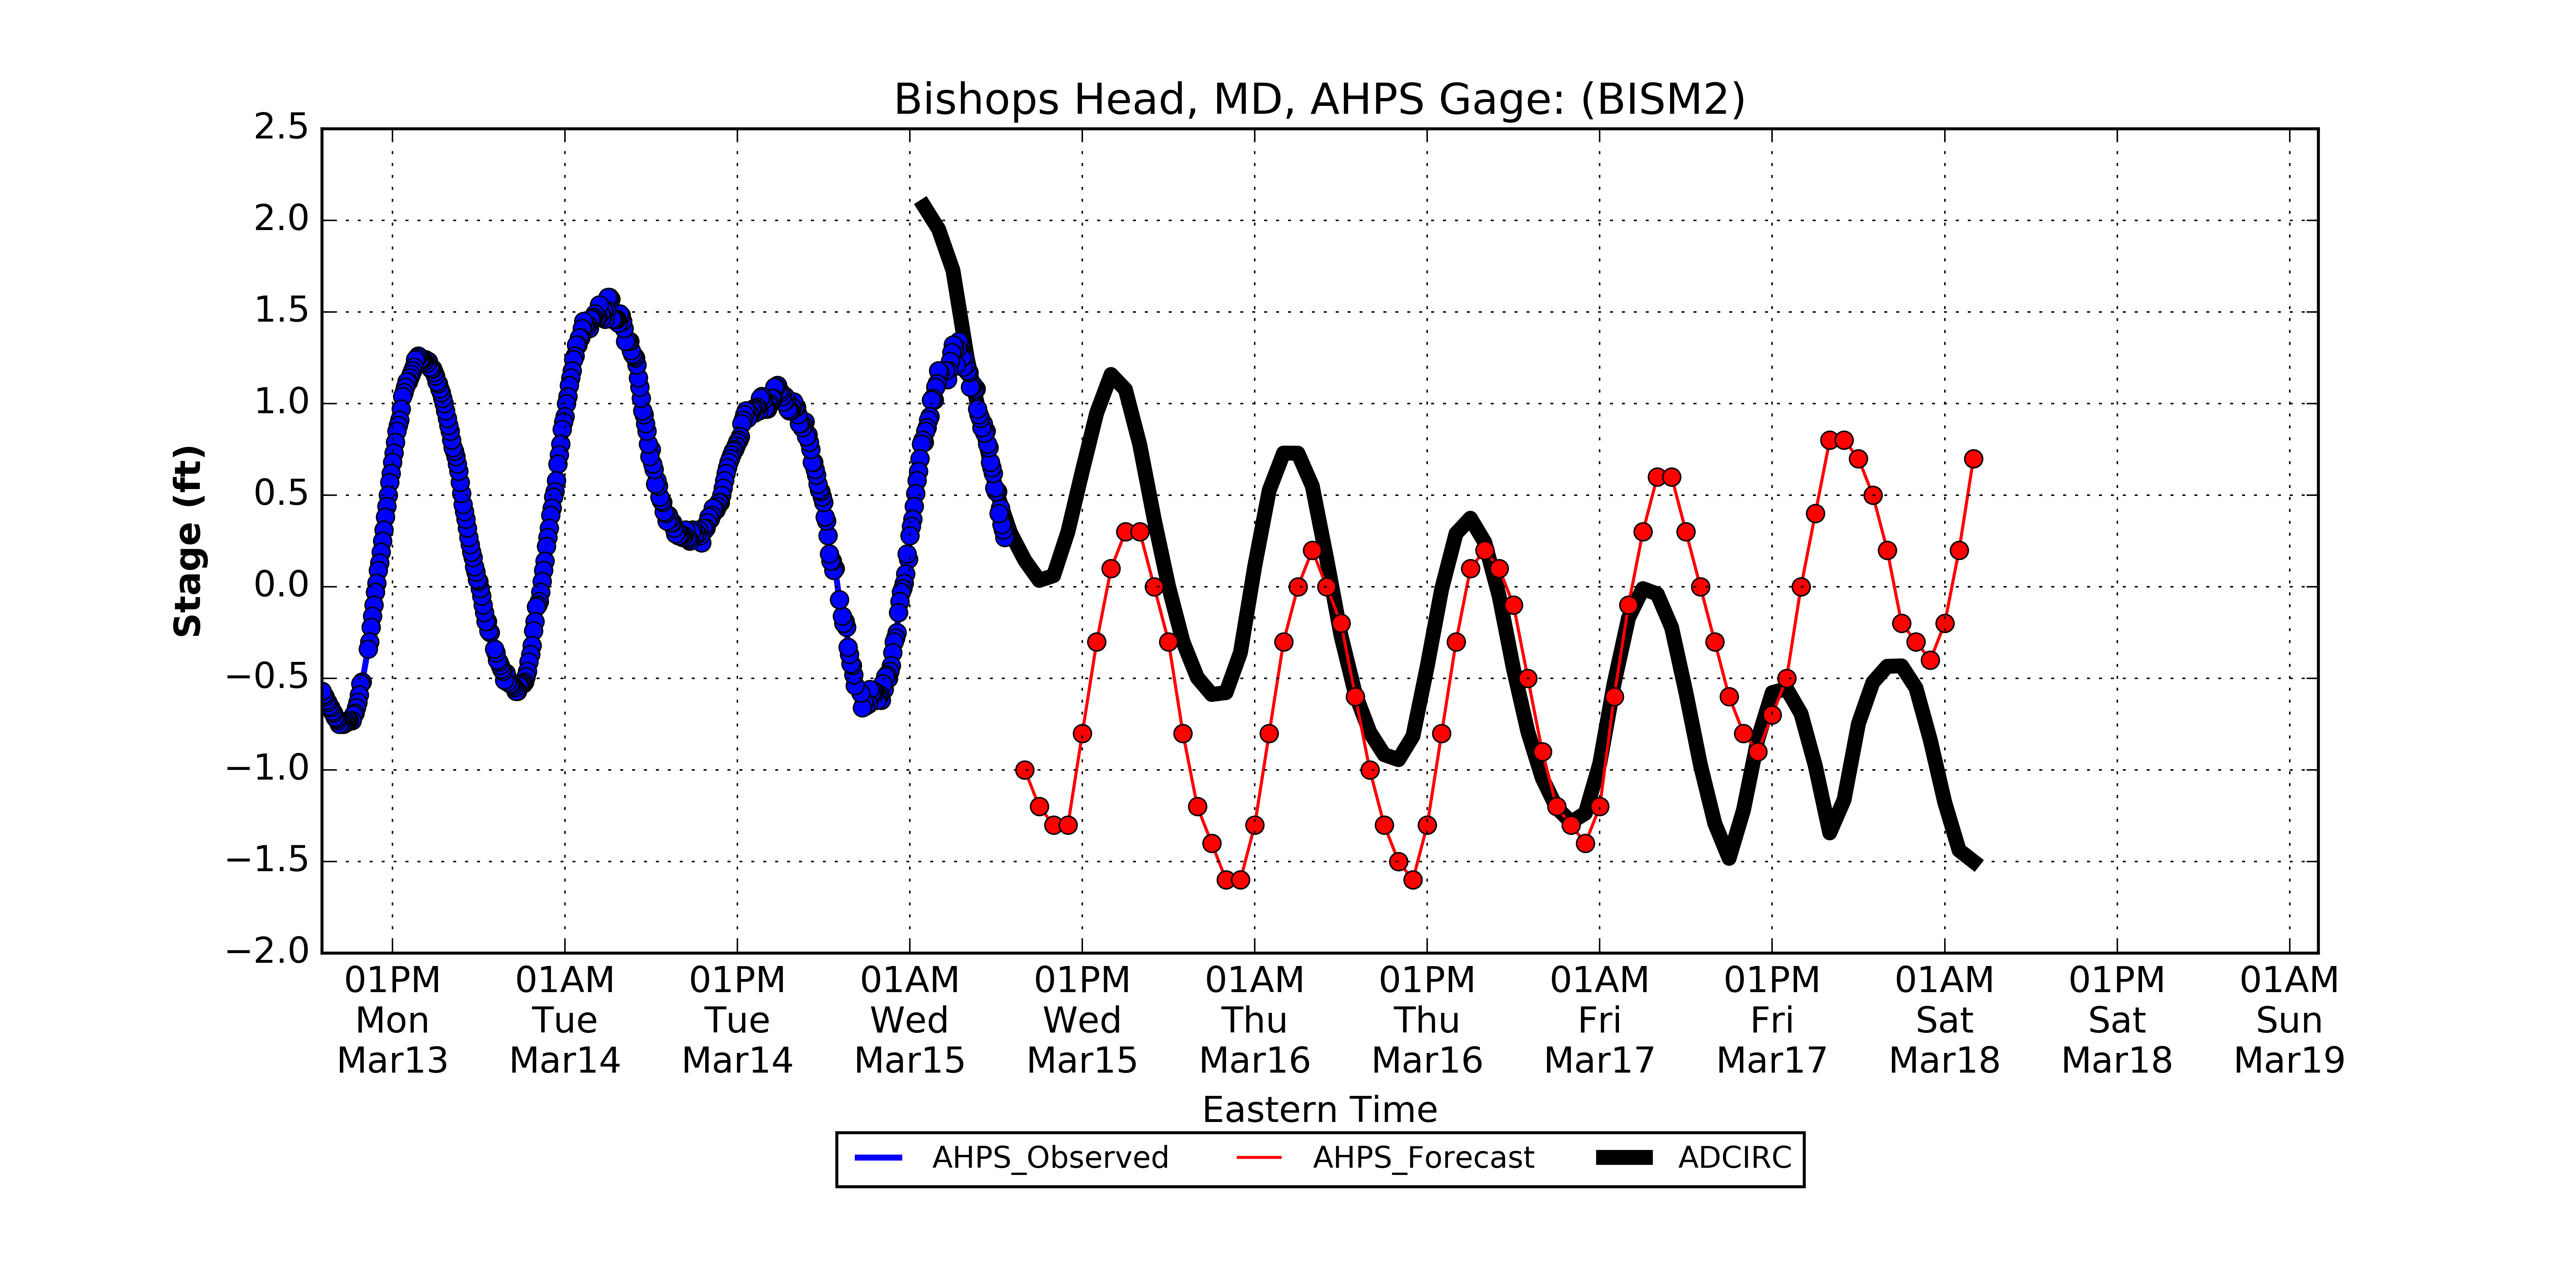 Bishops Head, MD, AHPS Gage: (BISM2)
2.5
2.0
1.5
1.0
0.5
0.0
−0.5
−1.0
−1.5
−2.0
Stage (ft)
01PM 01AM 01PM 01AM 01PM 01AM 01PM 01AM 01PM 01AM 01PM 01AM
Mon Tue Tue Wed Wed Thu Thu Fri Fri Sat Sat Sun
Mar13 Mar14 Mar14 Mar15 Mar15 Mar16 Mar16 Mar17 Mar17 Mar18 Mar18 Mar19
Eastern Time
AHPS_Observed AHPS_Forecast ADCIRC